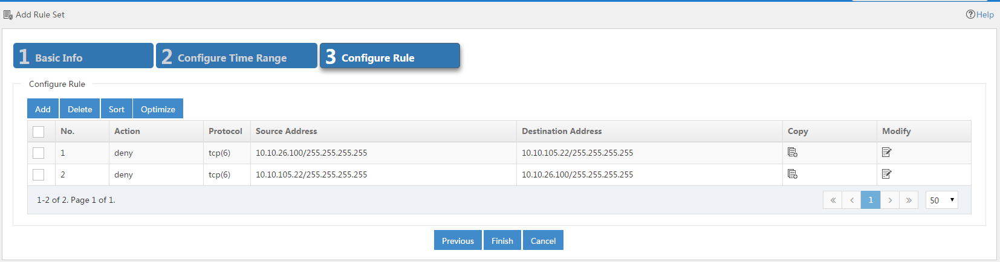 Add Rule Set
Help
1 Basic Info
2 Configure Time Range
3 Configure Rule
Configure Rule
Add Delete Sort Optimize
No. Action Protocol Source Address Destination Address Copy Modify
1 deny tcp(6) 10.10.26.100/255.255.255.255 10.10.105.22/255.255.255.255
2 deny tcp(6) 10.10.105.22/255.255.255.255 10.10.26.100/255.255.255.255
1-2 of 2. Page 1 of 1. « < 1 > » 50
Previous Finish Cancel